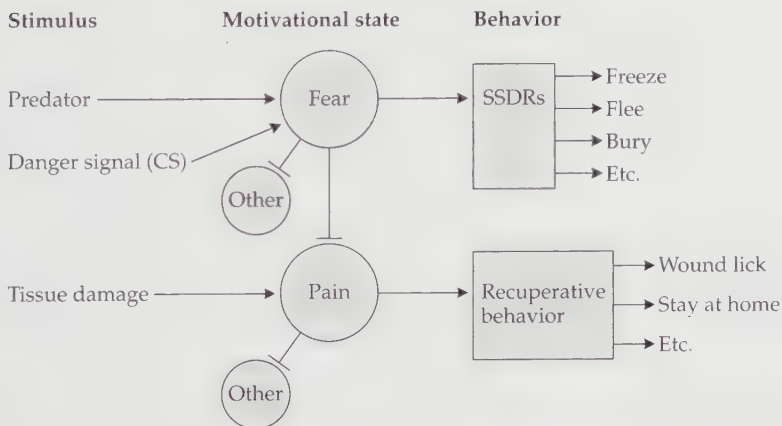 Stimulus Motivational state Behavior
Predator
Fear
SSDRs
Freeze
Flee
Bury
Etc.
Danger signal (CS)
Other
Tissue damage
Pain
Recuperative
behavior
Wound lick
Stay at home
Etc.
Other